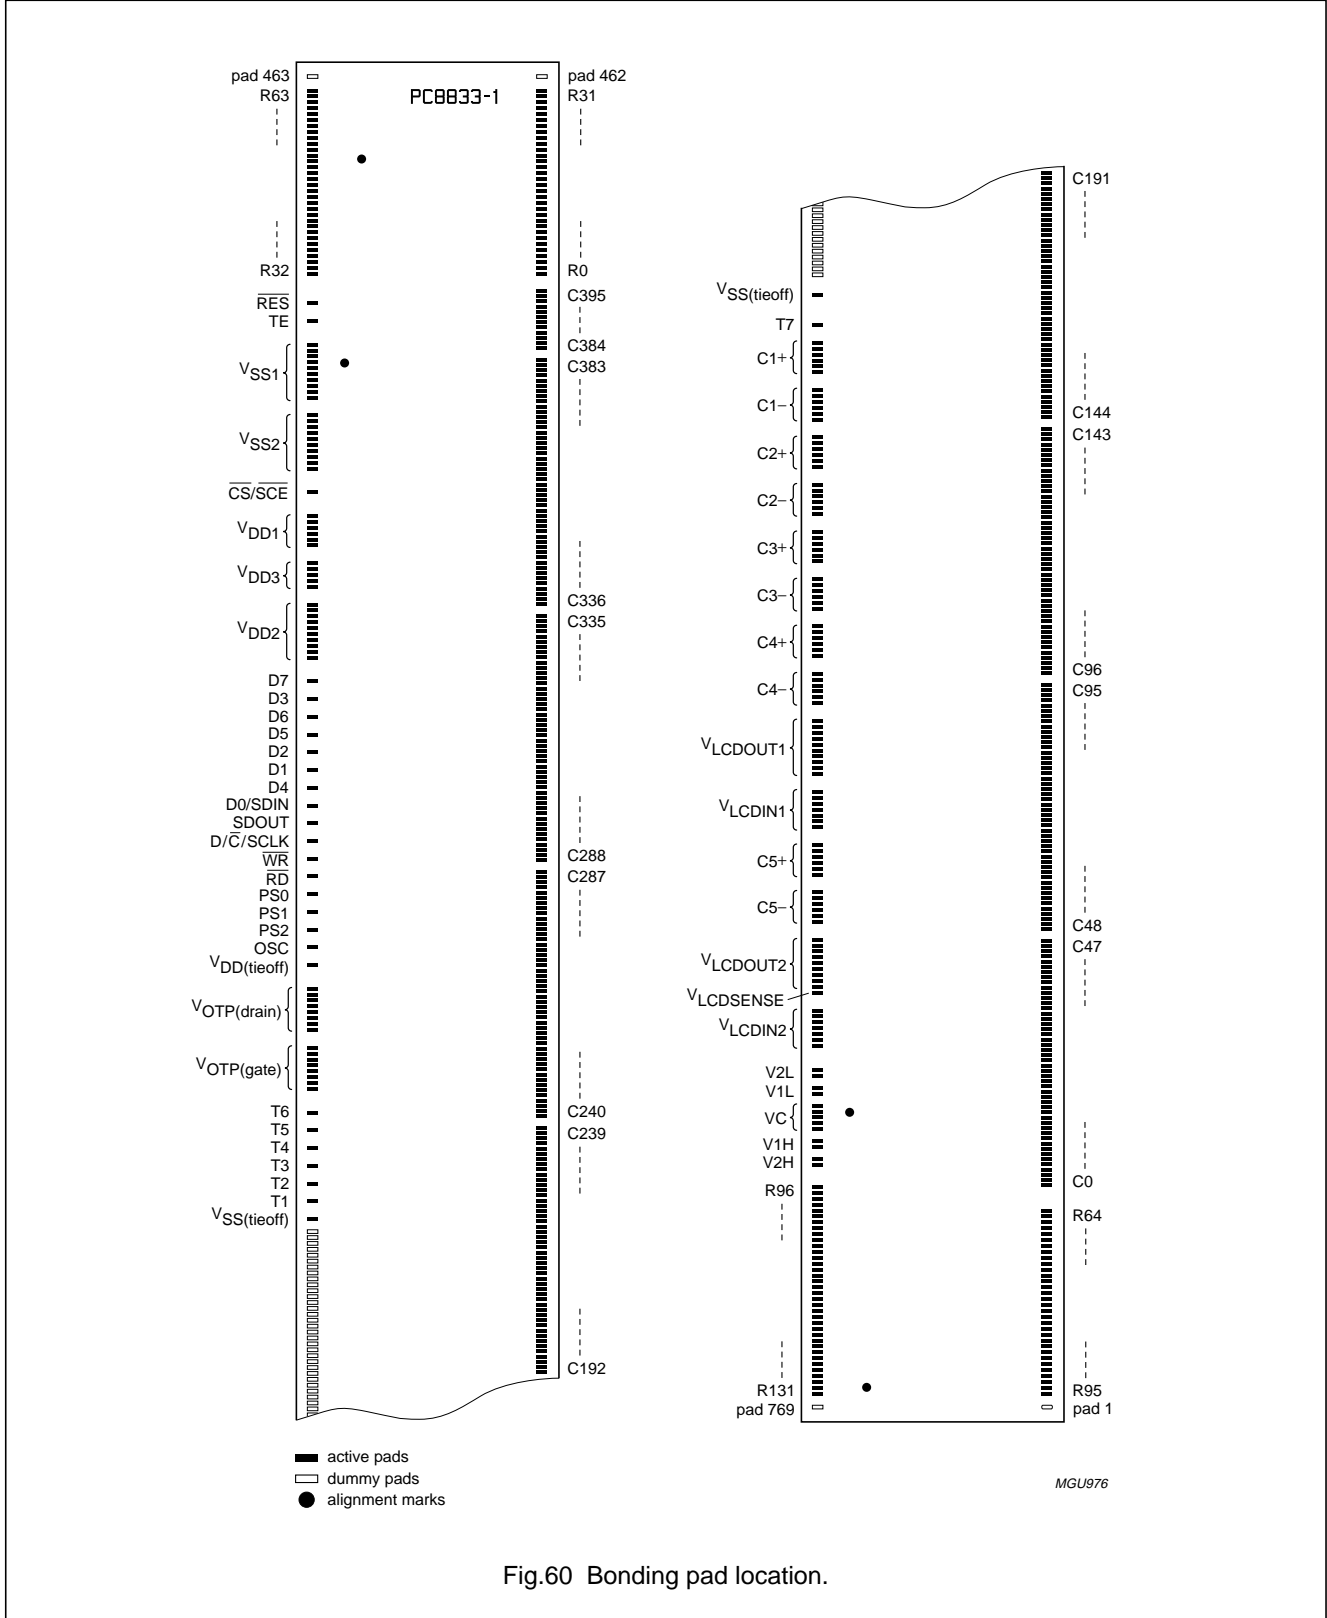 pad 463
R63
R32
R̅E̅S̅
TE
VSS1
VSS2
C̅S̅/S̅C̅E̅
VDD1
VDD3
VDD2
D7
D3
D6
D5
D2
D1
D4
D0/SDIN
SDOUT
D/C̅/SCLK
W̅R̅
R̅D̅
PS0
PS1
PS2
OSC
VDD(tieoff)
VOTP(drain)
VOTP(gate)
T6
T5
T4
T3
T2
T1
VSS(tieoff)
PC8833-1
pad 462
R31
R0
C395
C384
C383
C336
C335
C288
C287
C240
C239
C192
VSS(tieoff)
T7
C1+
C1−
C2+
C2−
C3+
C3−
C4+
C4−
VLCDOUT1
VLCDIN1
C5+
C5−
VLCDOUT2
VLCDSENSE
VLCDIN2
V2L
V1L
VC
V1H
V2H
R96
R131
pad 769
C191
C144
C143
C96
C95
C48
C47
C0
R64
R95
pad 1
active pads
dummy pads
alignment marks
MGU976
Fig.60 Bonding pad location.